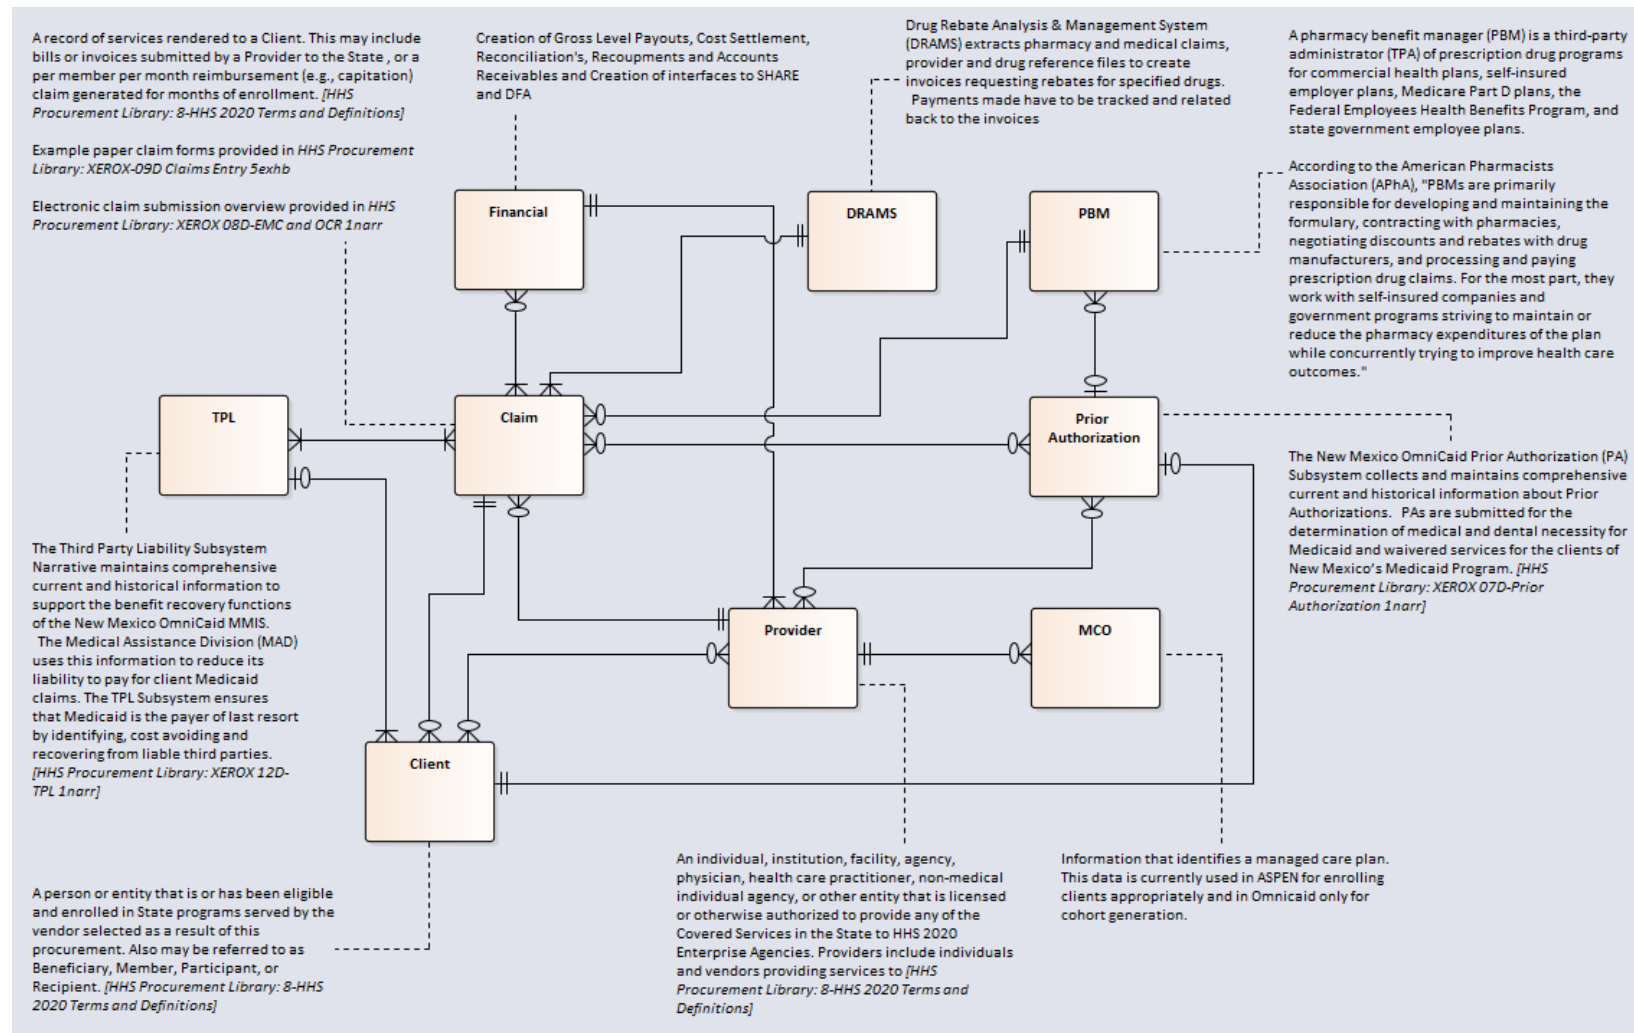 A record of services rendered to a Client. This may include
bills or invoices submitted by a Provider to the State , or a
per member per month reimbursement (e.g., capitation)
claim generated for months of enrollment. [HHS
Procurement Library: 8-HHS 2020 Terms and Definitions]
Example paper claim forms provided in HHS Procurement
Library: XEROX-09D Claims Entry 5exhb
Electronic claim submission overview provided in HHS
Procurement Library: XEROX 08D-EMC and OCR 1narr
Creation of Gross Level Payouts, Cost Settlement,
Reconciliation's, Recoupments and Accounts
Receivables and Creation of interfaces to SHARE
and DFA
Drug Rebate Analysis & Management System
(DRAMS) extracts pharmacy and medical claims,
provider and drug reference files to create
invoices requesting rebates for specified drugs.
Payments made have to be tracked and related
back to the invoices
A pharmacy benefit manager (PBM) is a third-party
administrator (TPA) of prescription drug programs
for commercial health plans, self-insured
employer plans, Medicare Part D plans, the
Federal Employees Health Benefits Program, and
state government employee plans.
According to the American Pharmacists
Association (APhA), "PBMs are primarily
responsible for developing and maintaining the
formulary, contracting with pharmacies,
negotiating discounts and rebates with drug
manufacturers, and processing and paying
prescription drug claims. For the most part, they
work with self-insured companies and
government programs striving to maintain or
reduce the pharmacy expenditures of the plan
while concurrently trying to improve health care
outcomes."
Financial
DRAMS
PBM
TPL
Claim
Prior
Authorization
The New Mexico OmniCaid Prior Authorization (PA)
Subsystem collects and maintains comprehensive
current and historical information about Prior
Authorizations. PAs are submitted for the
determination of medical and dental necessity for
Medicaid and waivered services for the clients of
New Mexico's Medicaid Program. [HHS
Procurement Library: XEROX 07D-Prior
Authorization 1narr]
The Third Party Liability Subsystem
Narrative maintains comprehensive
current and historical information to
support the benefit recovery functions
of the New Mexico OmniCaid MMIS.
The Medical Assistance Division (MAD)
uses this information to reduce its
liability to pay for client Medicaid
claims. The TPL Subsystem ensures
that Medicaid is the payer of last resort
by identifying, cost avoiding and
recovering from liable third parties.
[HHS Procurement Library: XEROX 12D-
TPL 1narr]
Provider
MCO
Client
A person or entity that is or has been eligible
and enrolled in State programs served by the
vendor selected as a result of this
procurement. Also may be referred to as
Beneficiary, Member, Participant, or
Recipient. [HHS Procurement Library: 8-HHS
2020 Terms and Definitions]
An individual, institution, facility, agency,
physician, health care practitioner, non-medical
individual agency, or other entity that is licensed
or otherwise authorized to provide any of the
Covered Services in the State to HHS 2020
Enterprise Agencies. Providers include individuals
and vendors providing services to [HHS
Procurement Library: 8-HHS 2020 Terms and
Definitions]
Information that identifies a managed care plan.
This data is currently used in ASPEN for enrolling
clients appropriately and in Omnicaid only for
cohort generation.